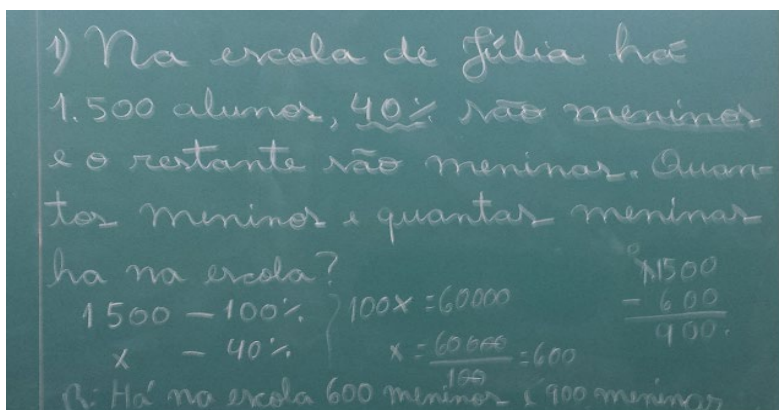 1) Na escola de Júlia há
1.500 alunos, 40% são meninos
e o restante são meninas. Quan-
tos meninos e quantas meninas
ha na escola?
1500 — 100%
x — 40%
100x = 60000
x = 60000/100 = 600
1500
- 600
900.
R: Há na escola 600 meninos e 900 meninas